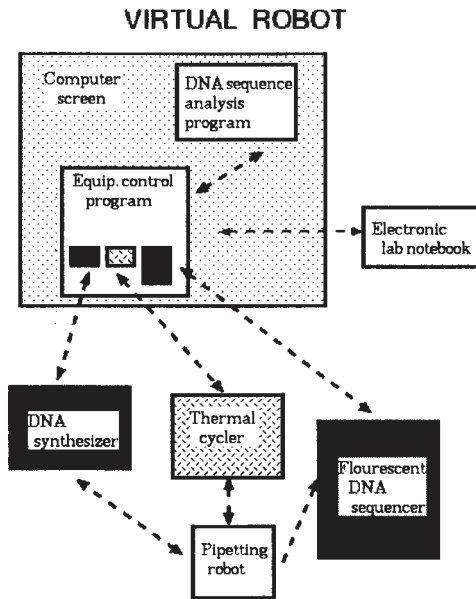 VIRTUAL ROBOT
Computer
screen
DNA sequence
analysis
program
Equip. control
program
Electronic
lab notebook
DNA
synthesizer
Thermal
cycler
Flourescent
DNA
sequencer
Pipetting
robot